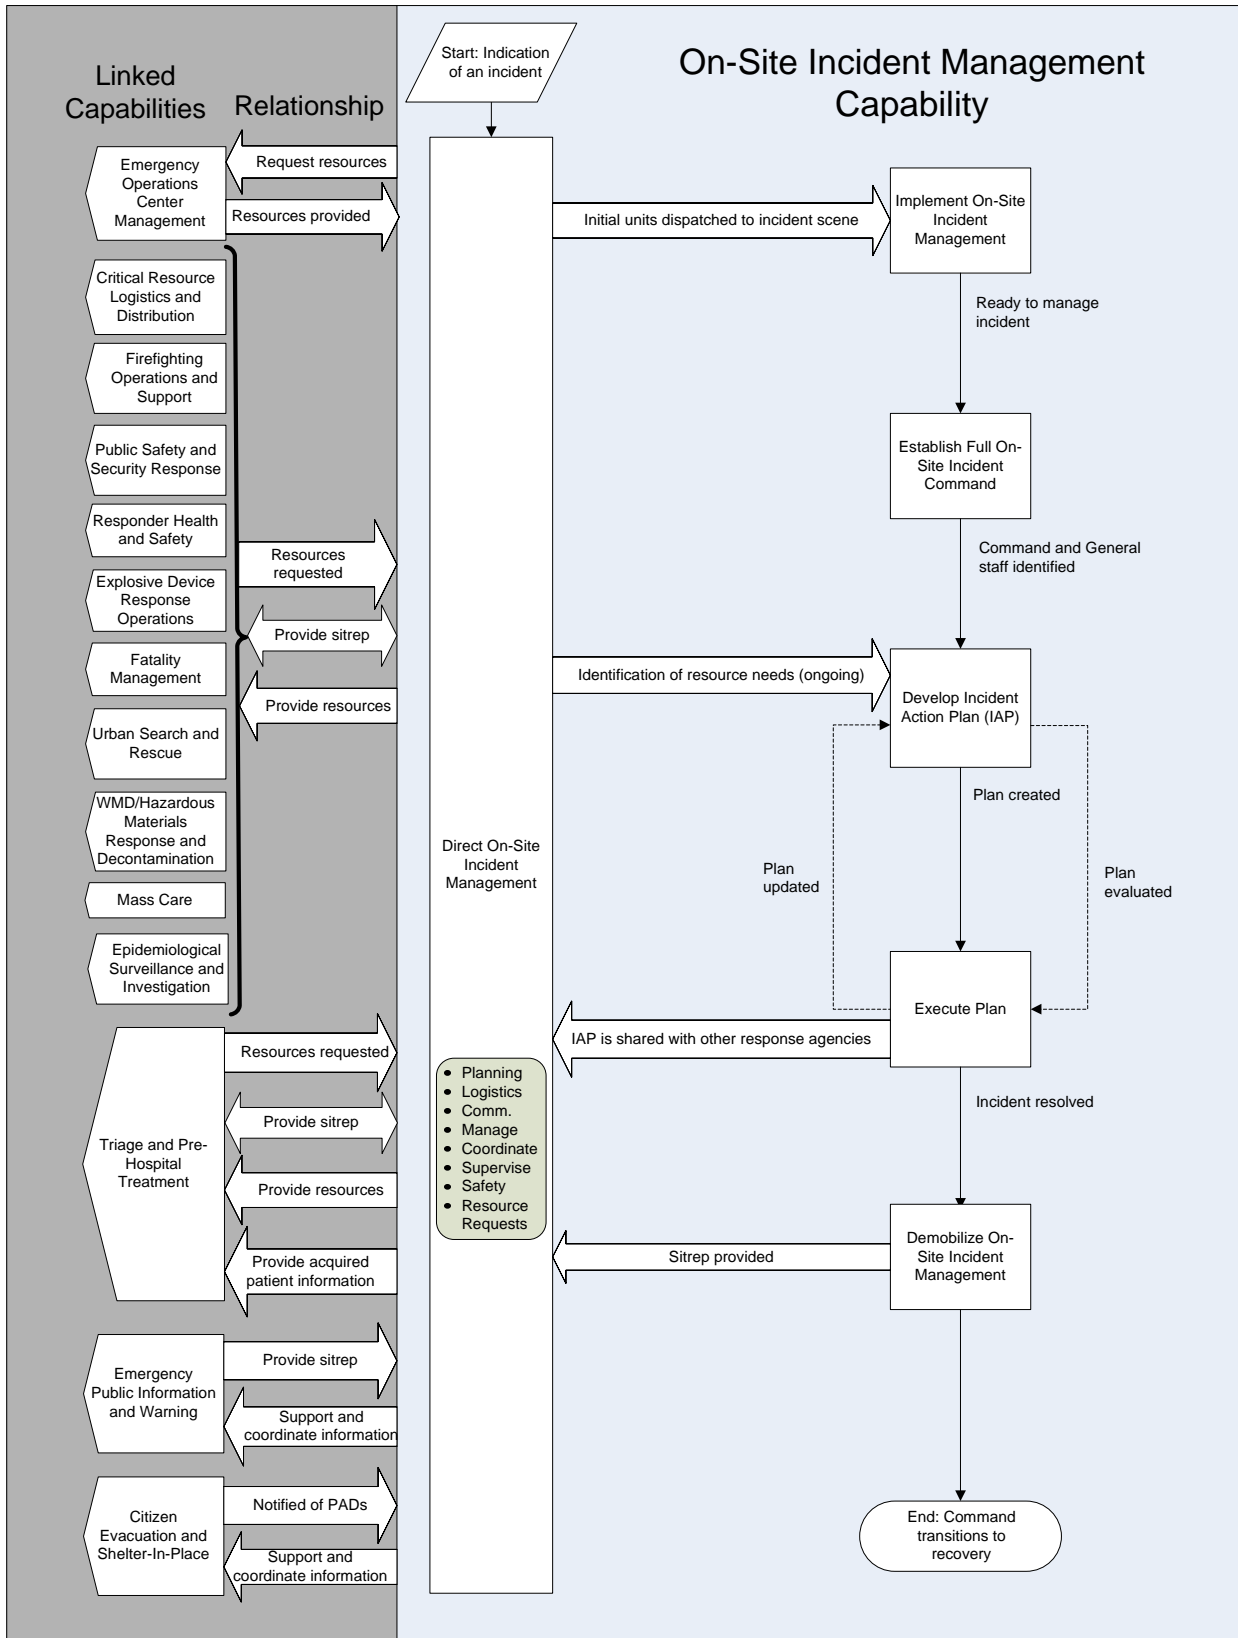 Linked
Capabilities
Relationship
Start: Indication
of an incident
On-Site Incident Management
Capability
Emergency
Operations
Center
Management
Request resources
Resources provided
Critical Resource
Logistics and
Distribution
Firefighting
Operations and
Support
Public Safety and
Security Response
Responder Health
and Safety
Explosive Device
Response
Operations
Fatality
Management
Urban Search and
Rescue
WMD/Hazardous
Materials
Response and
Decontamination
Mass Care
Epidemiological
Surveillance and
Investigation
Resources
requested
Provide sitrep
Provide resources
Triage and Pre-
Hospital
Treatment
Resources requested
Provide sitrep
Provide resources
Provide acquired
patient information
Emergency
Public Information
and Warning
Provide sitrep
Support and
coordinate information
Citizen
Evacuation and
Shelter-In-Place
Notified of PADs
Support and
coordinate information
Direct On-Site
Incident
Management
• Planning
• Logistics
• Comm.
• Manage
• Coordinate
• Supervise
• Safety
• Resource
Requests
Initial units dispatched to incident scene
Implement On-Site
Incident
Management
Ready to manage
incident
Establish Full On-
Site Incident
Command
Command and General
staff identified
Identification of resource needs (ongoing)
Develop Incident
Action Plan (IAP)
Plan created
Plan
updated
Plan
evaluated
Execute Plan
IAP is shared with other response agencies
Incident resolved
Demobilize On-
Site Incident
Management
Sitrep provided
End: Command
transitions to
recovery